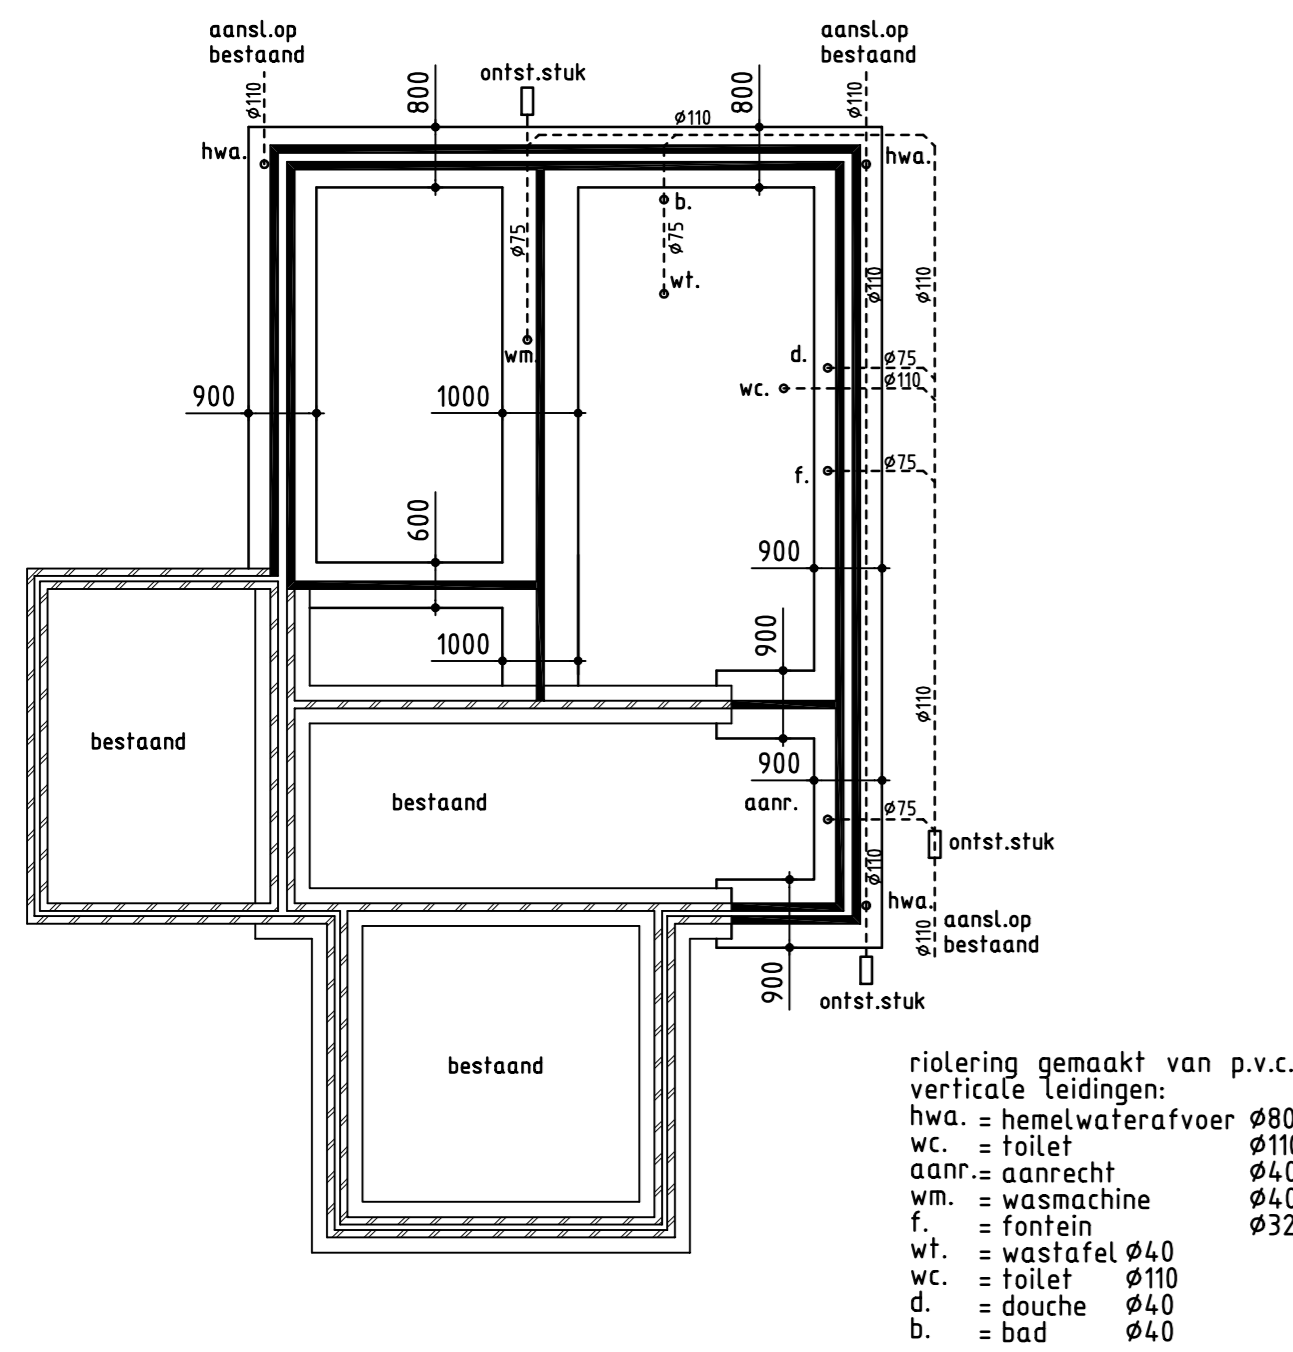 aansl.op
bestaand
aansl.op
bestaand
ontst.stuk
Ø110
800
800
Ø110
Ø110
hwa.
hwa.
b.
Ø75
Ø75
wt.
Ø110
Ø110
wm.
d.
Ø75
wc.
Ø110
900
1000
f.
Ø75
600
900
900
1000
Ø110
bestaand
900
bestaand
aanr.
Ø75
ontst.stuk
Ø110
hwa.
Ø110
aansl.op
bestaand
900
ontst.stuk
bestaand
riolering gemaakt van p.v.c.
verticale leidingen:
hwa. = hemelwaterafvoer Ø80
wc. = toilet Ø110
aanr. = aanrecht Ø40
wm. = wasmachine Ø40
f. = fontein Ø32
wt. = wastafel Ø40
wc. = toilet Ø110
d. = douche Ø40
b. = bad Ø40